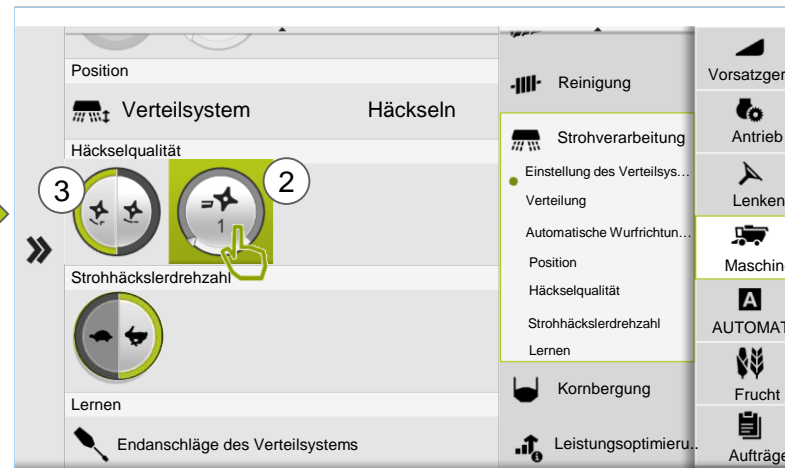 Position
Verteilsystem Häckseln
Häckselqualität
3
2
1
Strohhäckslerdrehzahl
Lernen
Endanschläge des Verteilsystems
Reinigung
Strohverarbeitung
Einstellung des Verteilsys...
Verteilung
Automatische Wurfrichtun...
Position
Häckselqualität
Strohhäckslerdrehzahl
Lernen
Kornbergung
Leistungsoptimieru..
Vorsatzger
Antrieb
Lenken
Maschin
A
AUTOMAT
Frucht
Aufträge